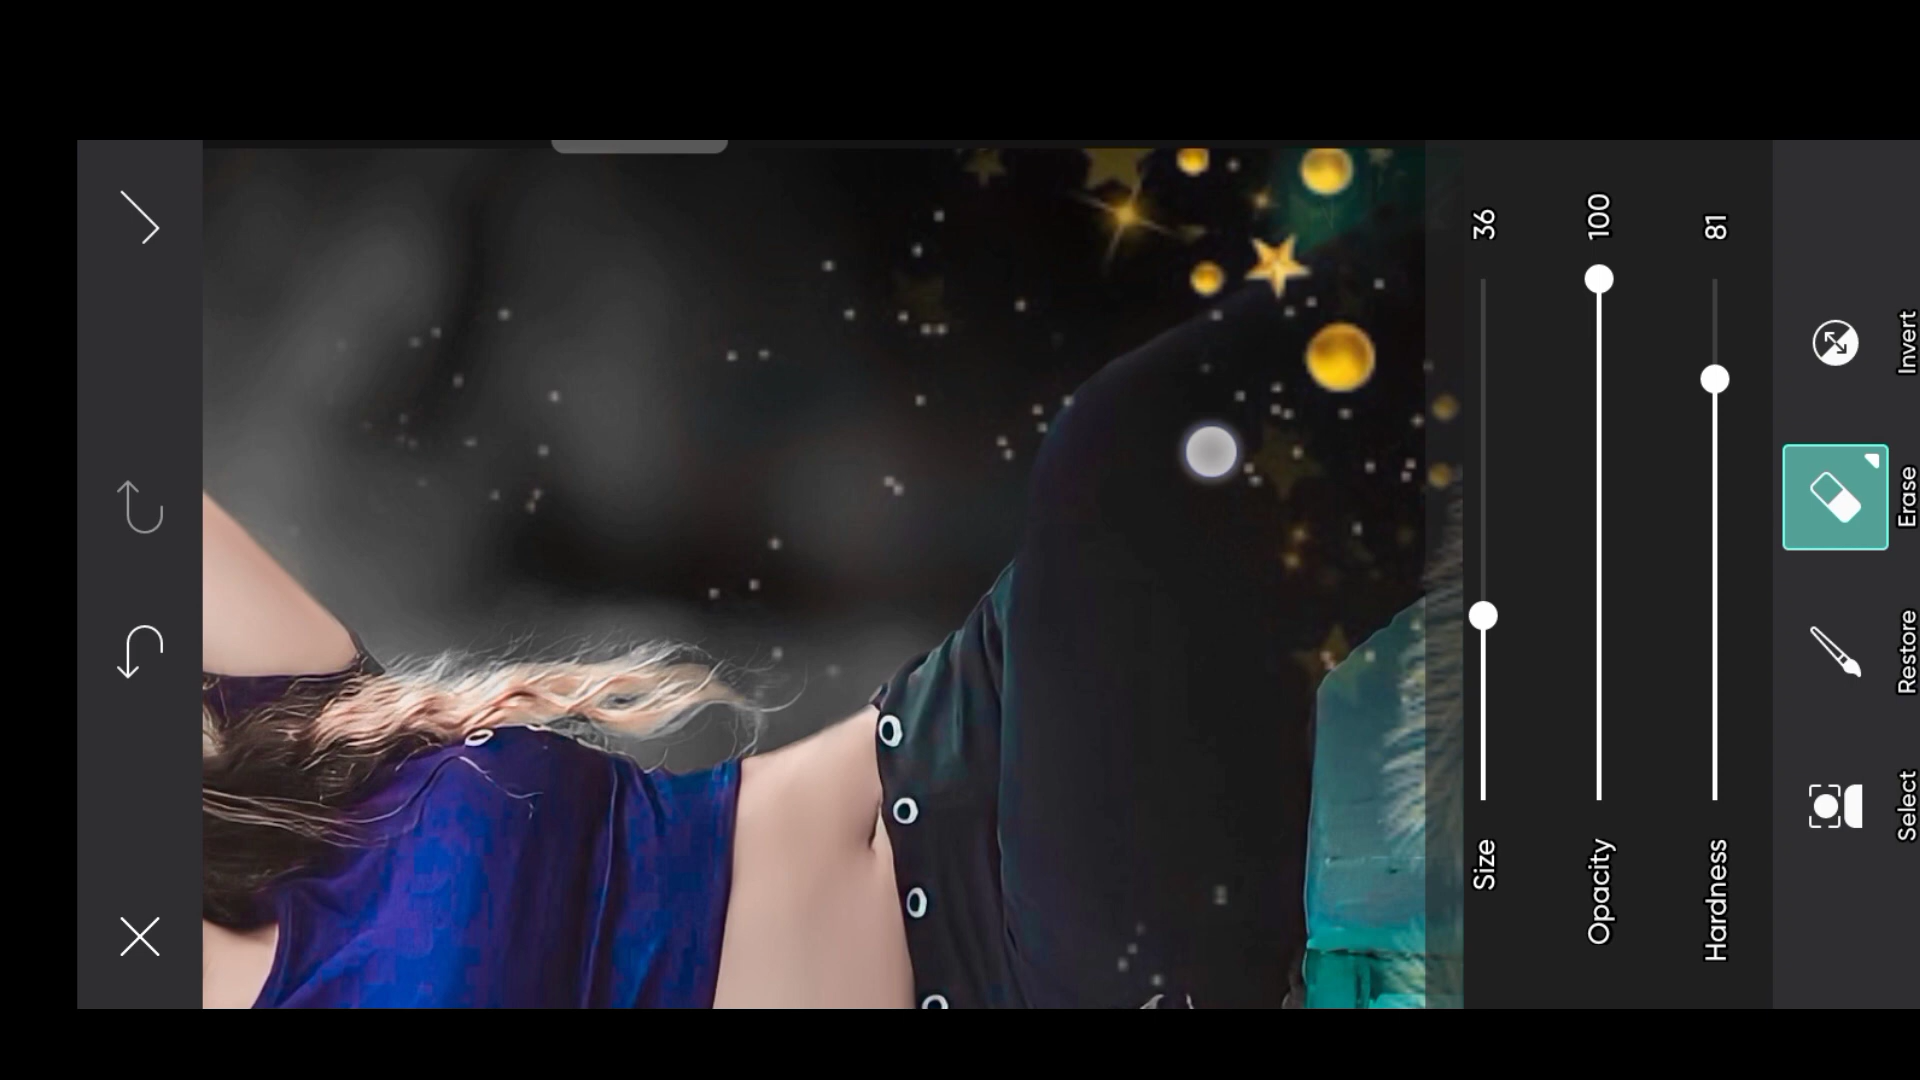 Size 36
Opacity 100
Hardness 81
Select
Restore
Erase
Invert